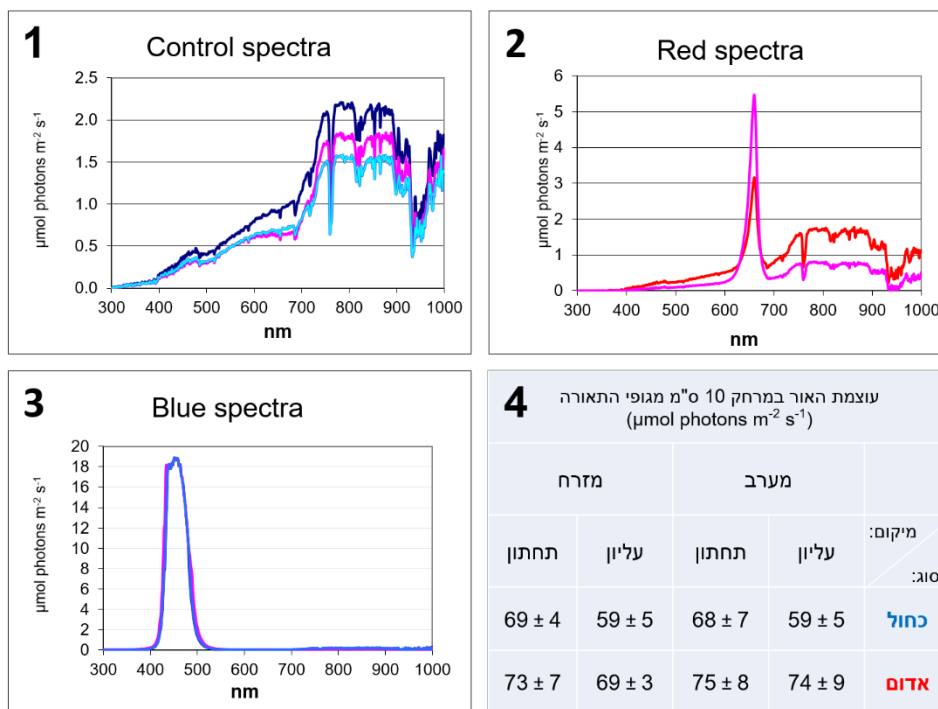 1
Control spectra
µmol photons m⁻² s⁻¹
2.5
2.0
1.5
1.0
0.5
0.0
300 400 500 600 700 800 900 1000
nm
2
Red spectra
µmol photons m⁻² s⁻¹
6
5
4
3
2
1
0
300 400 500 600 700 800 900 1000
nm
3
Blue spectra
µmol photons m⁻² s⁻¹
20
18
16
14
12
10
8
6
4
2
0
300 400 500 600 700 800 900 1000
nm
4
עוצמת האור במרחק 10 ס"מ מגופי התאורה
(µmol photons m⁻² s⁻¹)
מערב מזרח
מיקום:
סוג:
עליון תחתון עליון תחתון
כחול 59 ± 5 68 ± 7 59 ± 5 69 ± 4
אדום 74 ± 9 75 ± 8 69 ± 3 73 ± 7